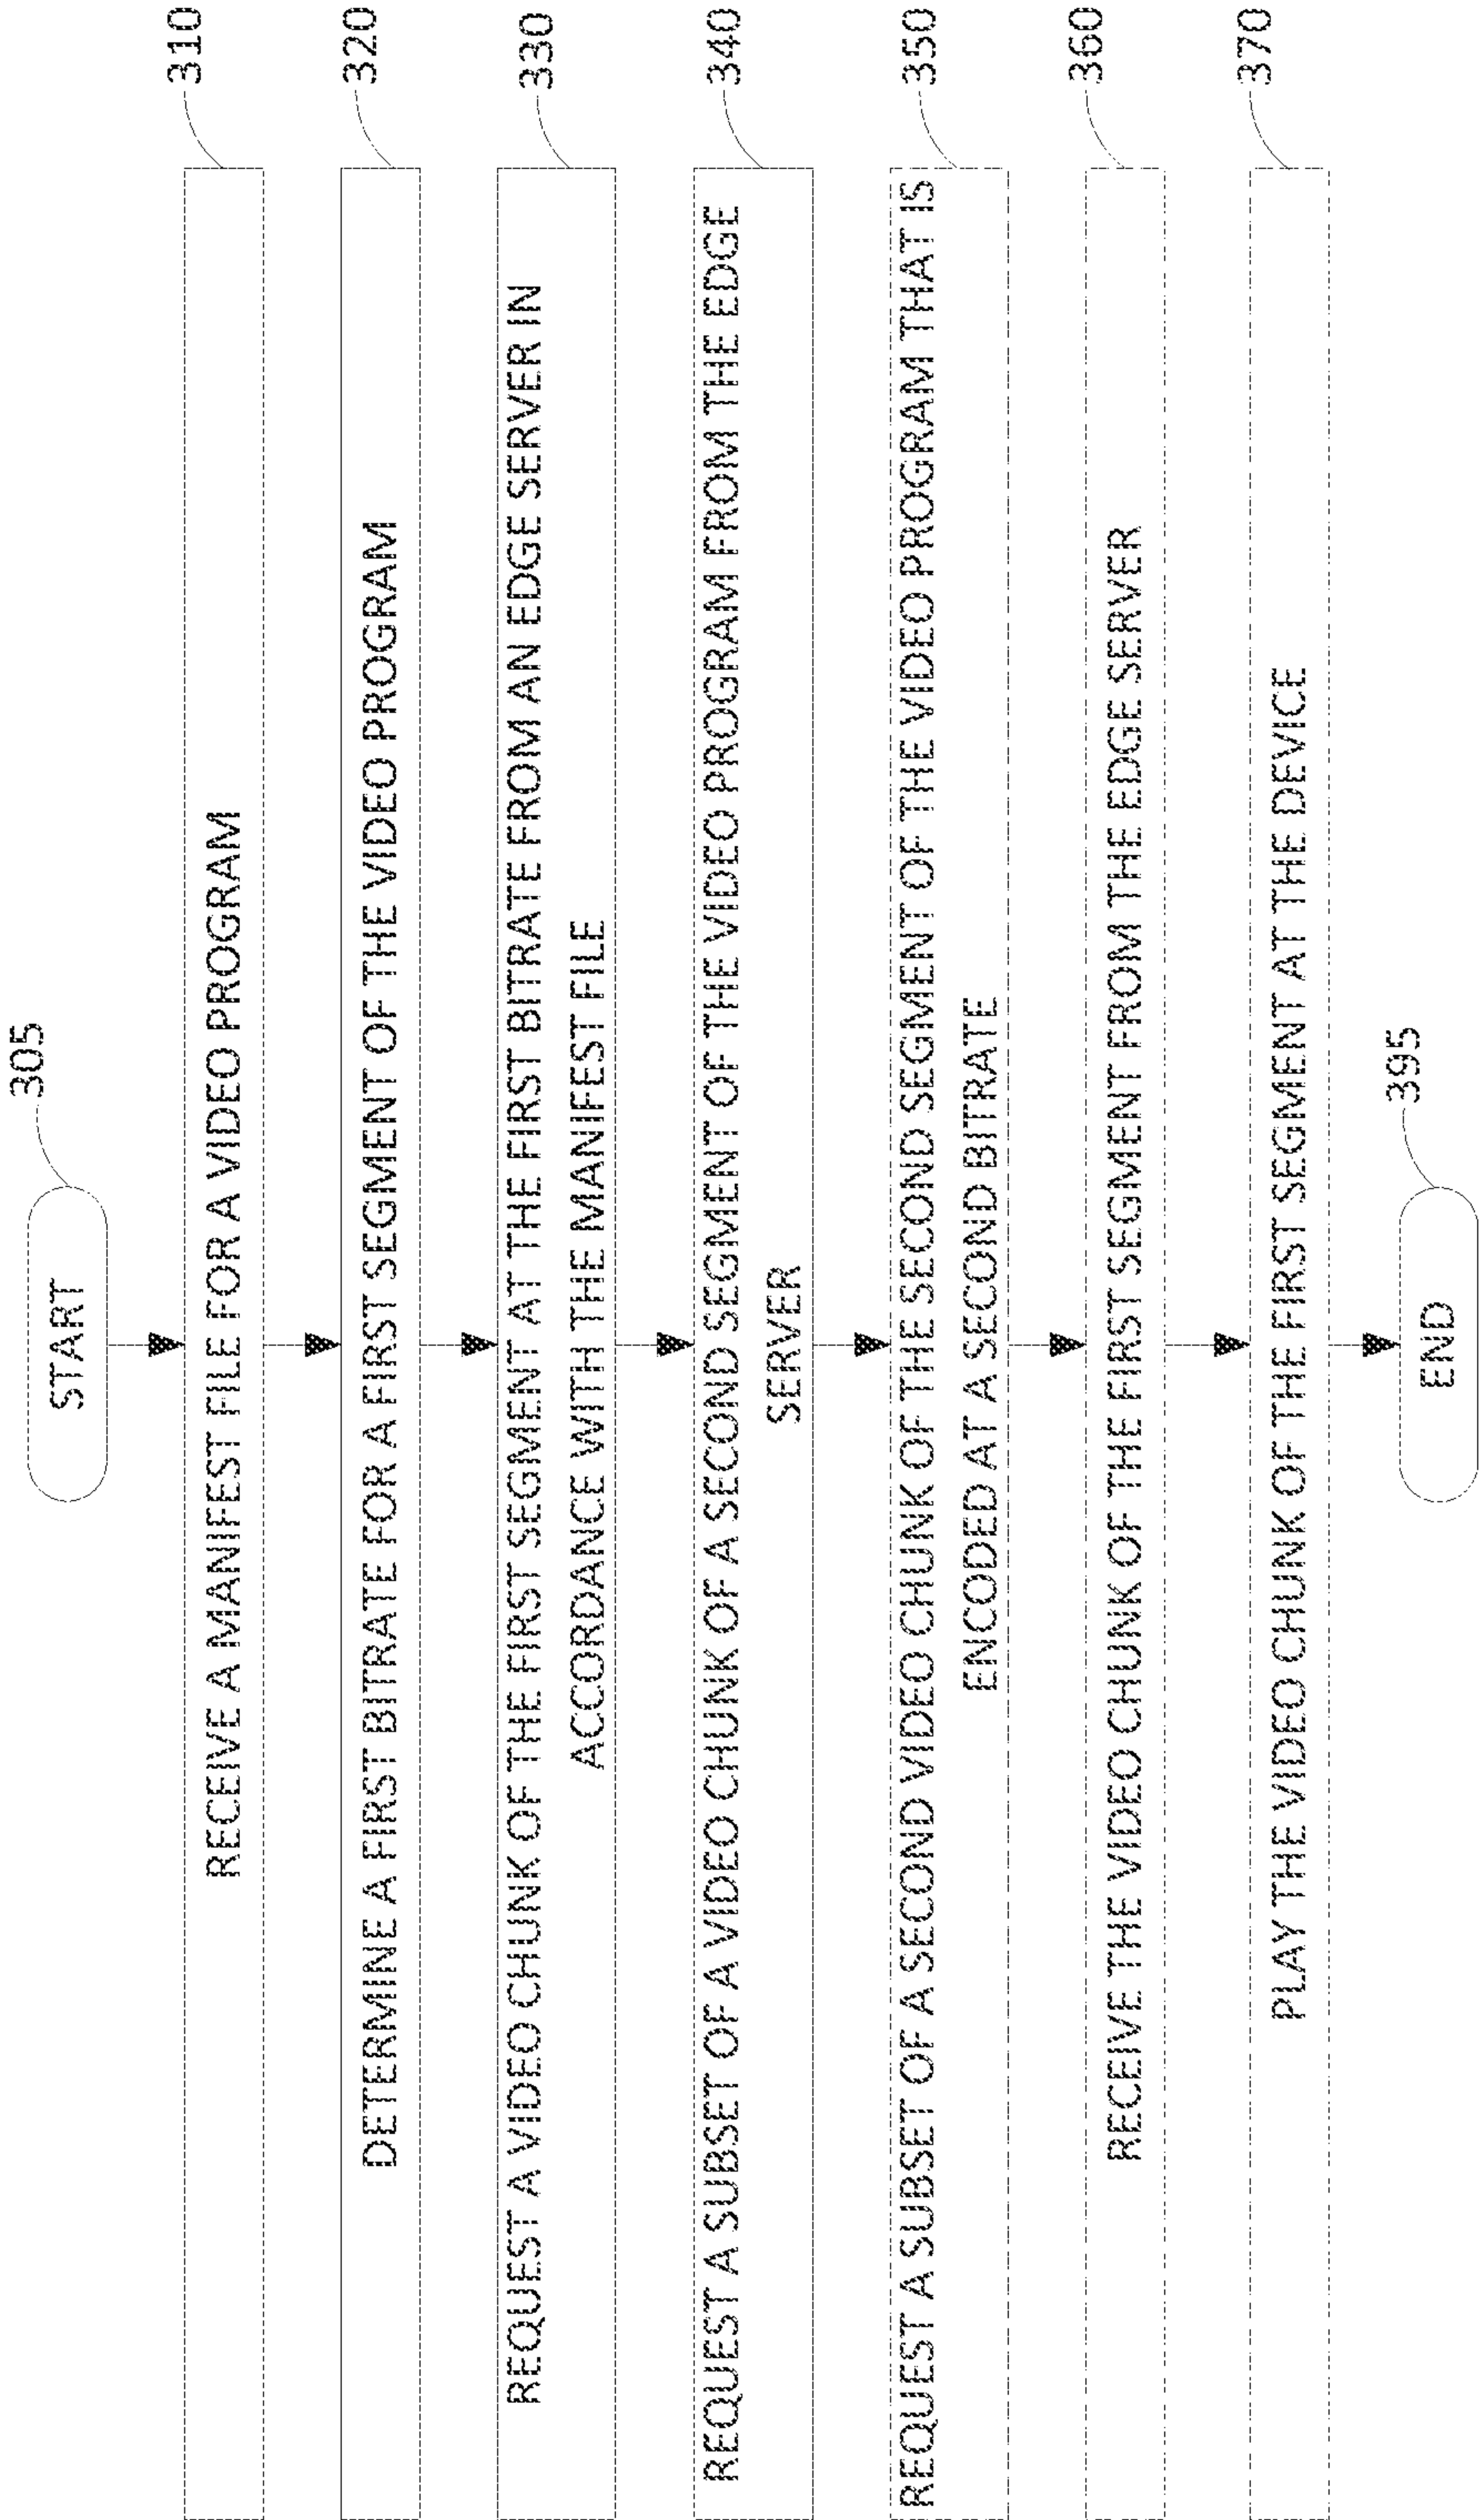 305
START
310
RECEIVE A MANIFEST FILE FOR A VIDEO PROGRAM
320
DETERMINE A FIRST BITRATE FOR A FIRST SEGMENT OF THE VIDEO PROGRAM
330
REQUEST A VIDEO CHUNK OF THE FIRST SEGMENT AT THE FIRST BITRATE FROM AN EDGE SERVER IN
ACCORDANCE WITH THE MANIFEST FILE
340
REQUEST A SUBSET OF A VIDEO CHUNK OF A SECOND SEGMENT OF THE VIDEO PROGRAM FROM THE EDGE
SERVER
350
REQUEST A SUBSET OF A SECOND VIDEO CHUNK OF THE SECOND SEGMENT OF THE VIDEO PROGRAM THAT IS
ENCODED AT A SECOND BITRATE
360
RECEIVE THE VIDEO CHUNK OF THE FIRST SEGMENT FROM THE EDGE SERVER
370
PLAY THE VIDEO CHUNK OF THE FIRST SEGMENT AT THE DEVICE
395
END